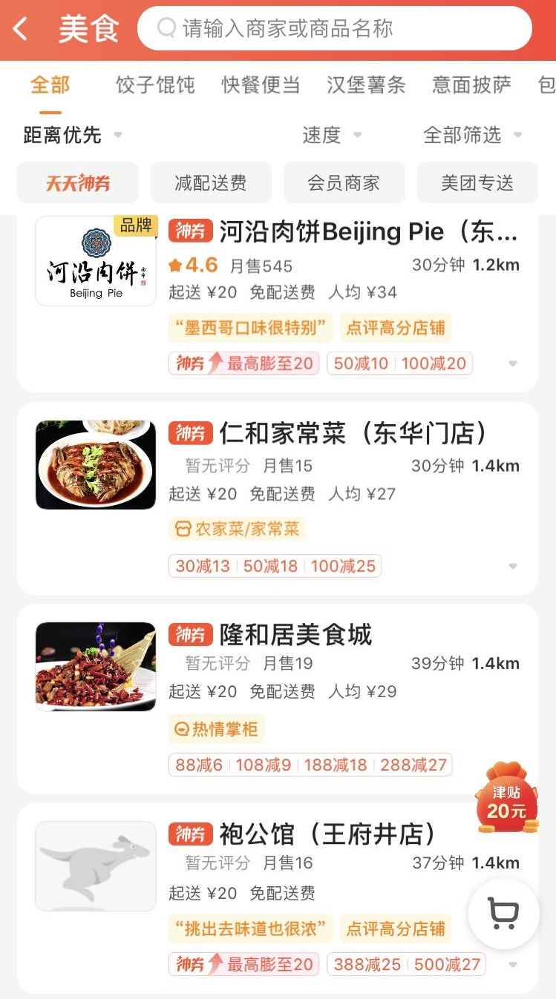 美食
请输入商家或商品名称
全部 饺子馄饨 快餐便当 汉堡薯条 意面披萨 包
距离优先 速度 全部筛选
天天神券 减配送费 会员商家 美团专送
品牌
河沿肉饼
Beijing Pie
神券 河沿肉饼Beijing Pie（东...
4.6 月售545 30分钟 1.2km
起送 ¥20 免配送费 人均 ¥34
“墨西哥口味很特别” 点评高分店铺
神券 最高膨至20 50减10 100减20
神券 仁和家常菜（东华门店）
暂无评分 月售15 30分钟 1.4km
起送 ¥20 免配送费 人均 ¥27
农家菜/家常菜
30减13 50减18 100减25
神券 隆和居美食城
暂无评分 月售19 39分钟 1.4km
起送 ¥20 免配送费 人均 ¥29
热情掌柜
88减6 108减9 188减18 288减27
津贴
20元
神券 袍公馆（王府井店）
暂无评分 月售16 37分钟 1.4km
起送 ¥20 免配送费
“挑出去味道也很浓” 点评高分店铺
神券 最高膨至20 388减25 500减27